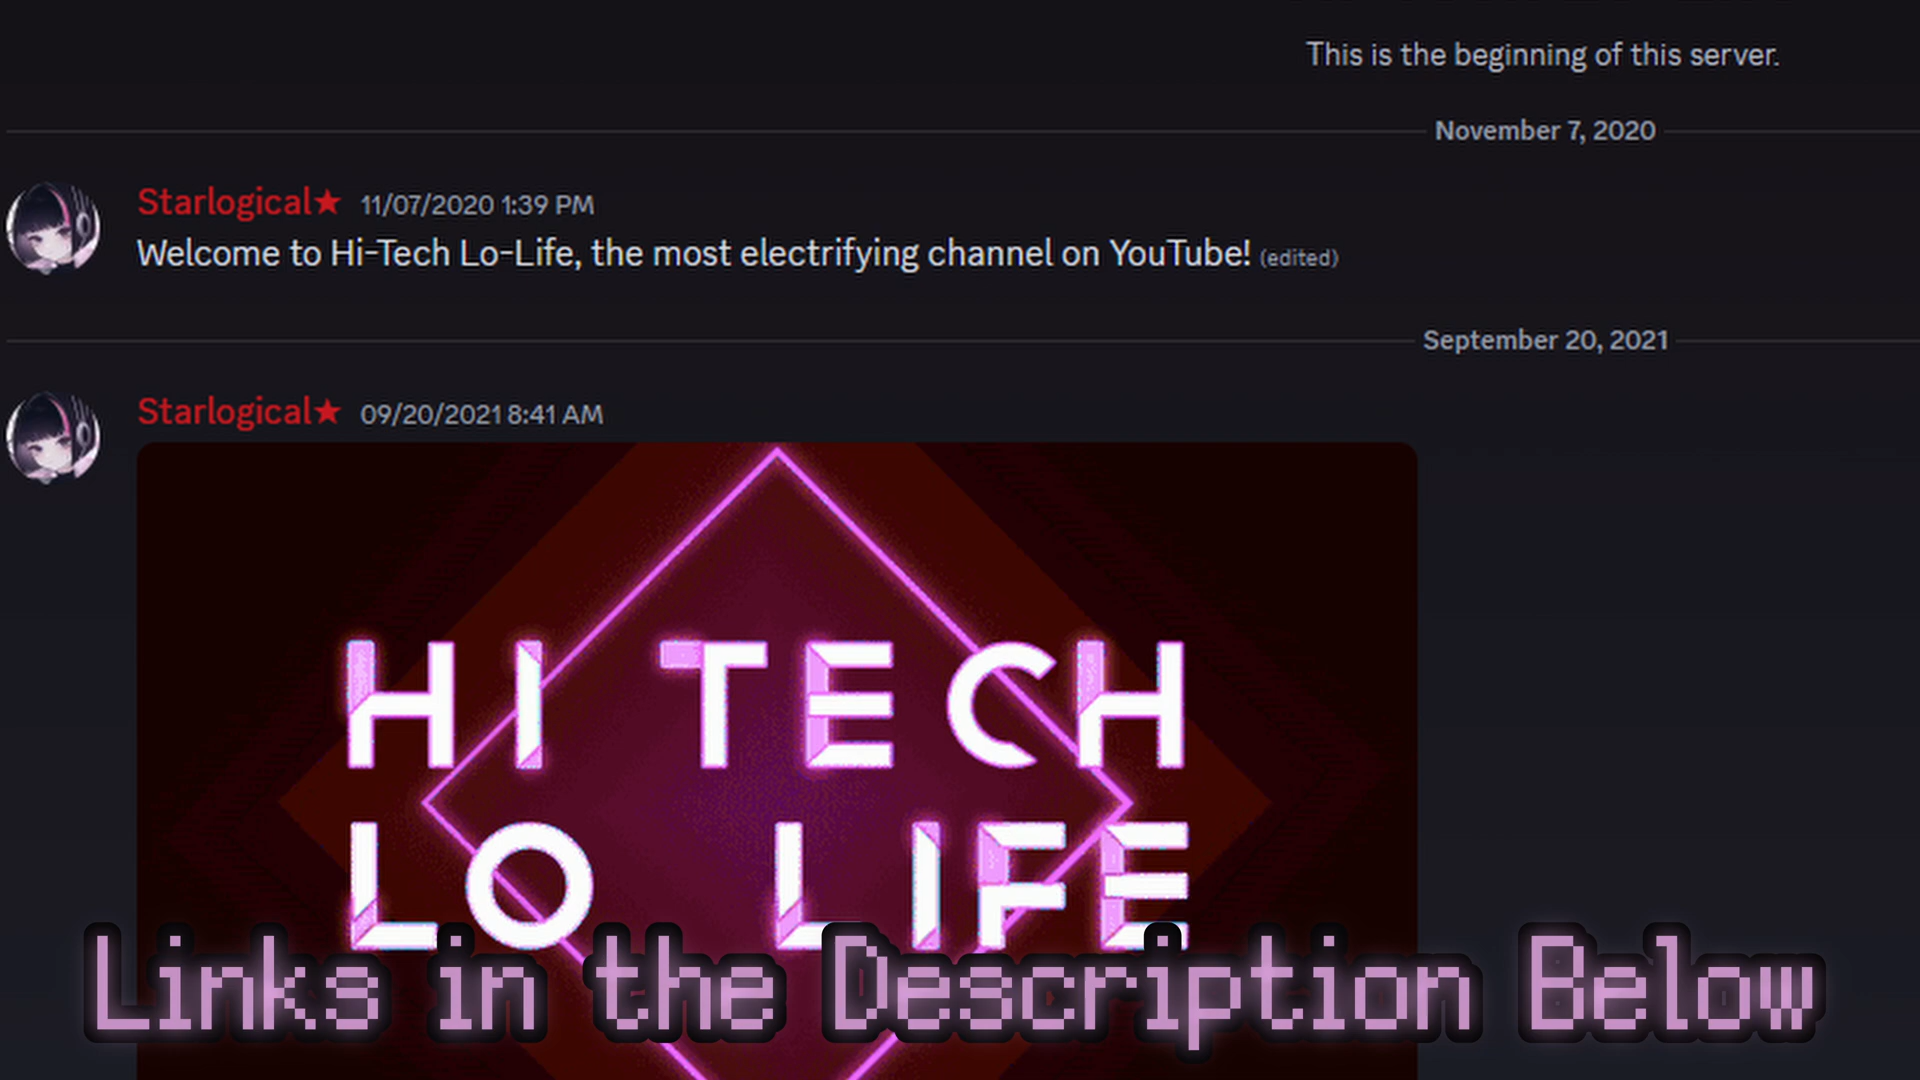 This is the beginning of this server.
November 7, 2020
Starlogical★ 11/07/2020 1:39 PM
Welcome to Hi-Tech Lo-Life, the most electrifying channel on YouTube! (edited)
September 20, 2021
Starlogical★ 09/20/2021 8:41 AM
HI TECH
LO LIFE
Links in the Description Below